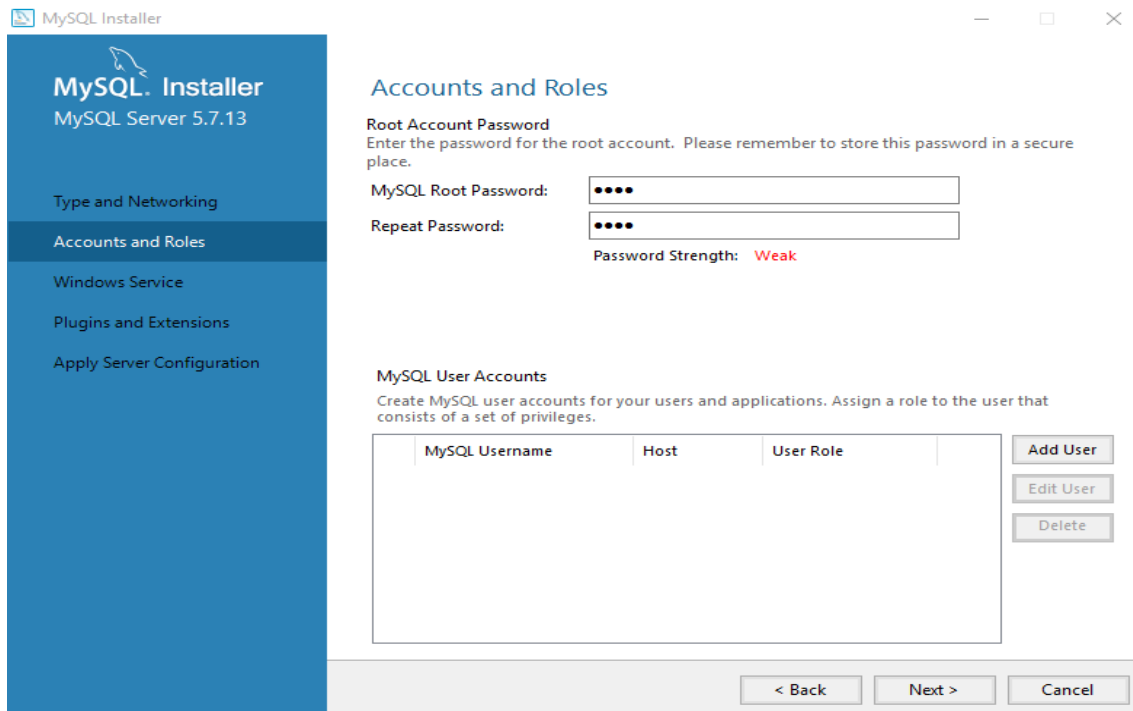 MySQL Installer
MySQL. Installer
MySQL Server 5.7.13
Type and Networking
Accounts and Roles
Windows Service
Plugins and Extensions
Apply Server Configuration
Accounts and Roles
Root Account Password
Enter the password for the root account. Please remember to store this password in a secure
place.
MySQL Root Password: ●●●●
Repeat Password: ●●●●
Password Strength: Weak
MySQL User Accounts
Create MySQL user accounts for your users and applications. Assign a role to the user that
consists of a set of privileges.
MySQL Username Host User Role
Add User
Edit User
Delete
< Back Next > Cancel